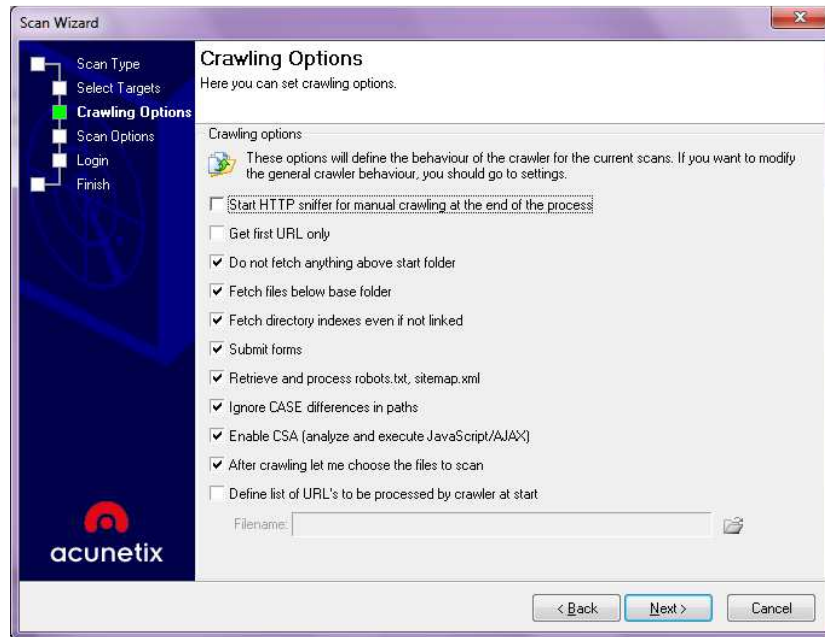 Scan Wizard
Scan Type
Select Targets
Crawling Options
Scan Options
Login
Finish
acunetix
Crawling Options
Here you can set crawling options.
Crawling options
These options will define the behaviour of the crawler for the current scans. If you want to modify
the general crawler behaviour, you should go to settings.
Start HTTP sniffer for manual crawling at the end of the process
Get first URL only
Do not fetch anything above start folder
Fetch files below base folder
Fetch directory indexes even if not linked
Submit forms
Retrieve and process robots.txt, sitemap.xml
Ignore CASE differences in paths
Enable CSA (analyze and execute JavaScript/AJAX)
After crawling let me choose the files to scan
Define list of URL's to be processed by crawler at start
Filename:
< Back
Next >
Cancel